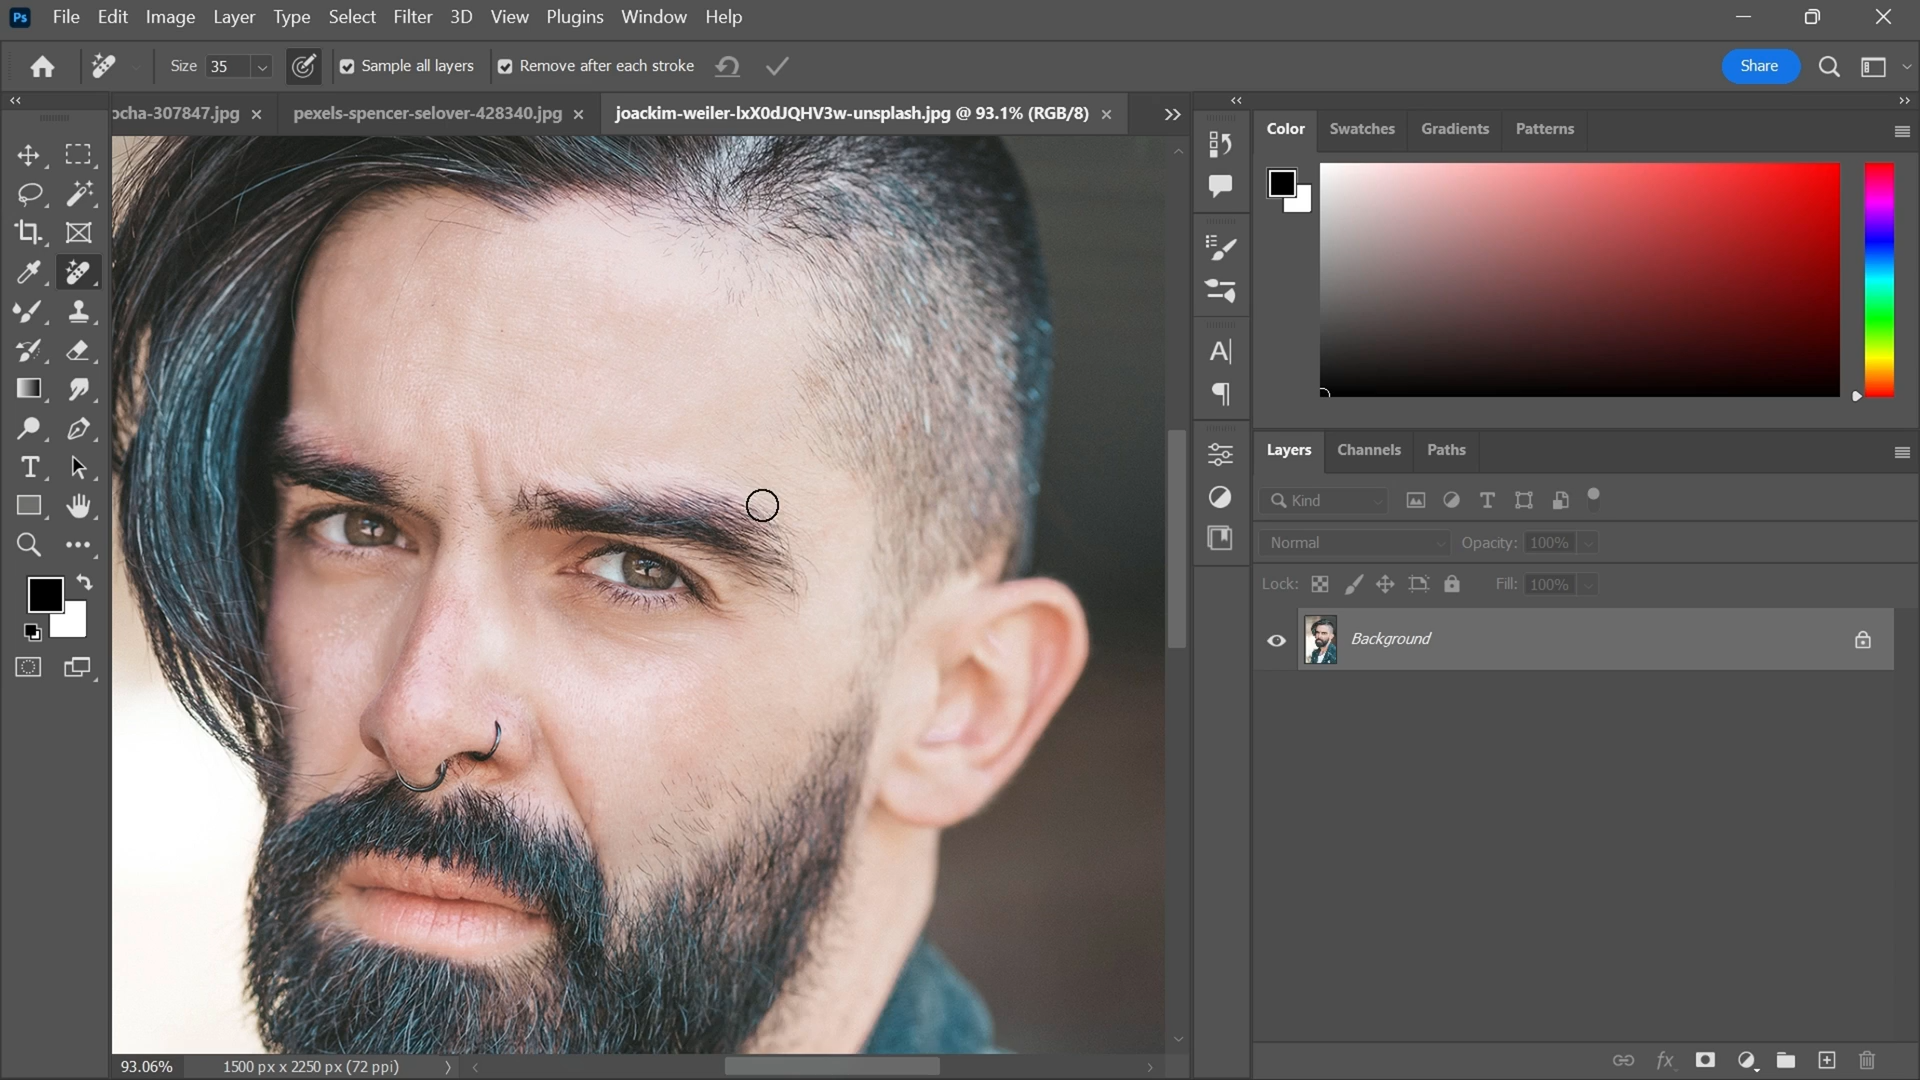 Ps File Edit Image Layer Type Select Filter 3D View Plugins Window Help
Size 35 Sample all layers Remove after each stroke Share
ocha-307847.jpg × pexels-spencer-selover-428340.jpg × joackim-weiler-lxX0dJQHV3w-unsplash.jpg @ 93.1% (RGB/8) ×
Color Swatches Gradients Patterns
Layers Channels Paths
Kind
Normal Opacity: 100%
Lock: Fill: 100%
Background
fx
93.06% 1500 px x 2250 px (72 ppi)